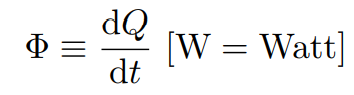 Φ ≡ dQ/dt [W = Watt]